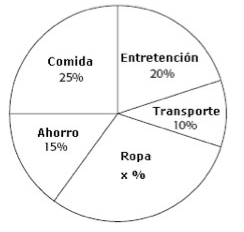 Comida
25%
Entretención
20%
Transporte
10%
Ahorro
15%
Ropa
x %